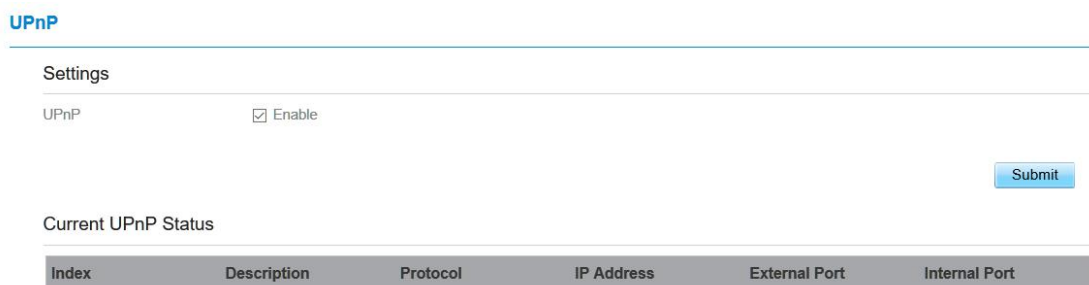 UPnP
Settings
UPnP Enable
Submit
Current UPnP Status
Index Description Protocol IP Address External Port Internal Port